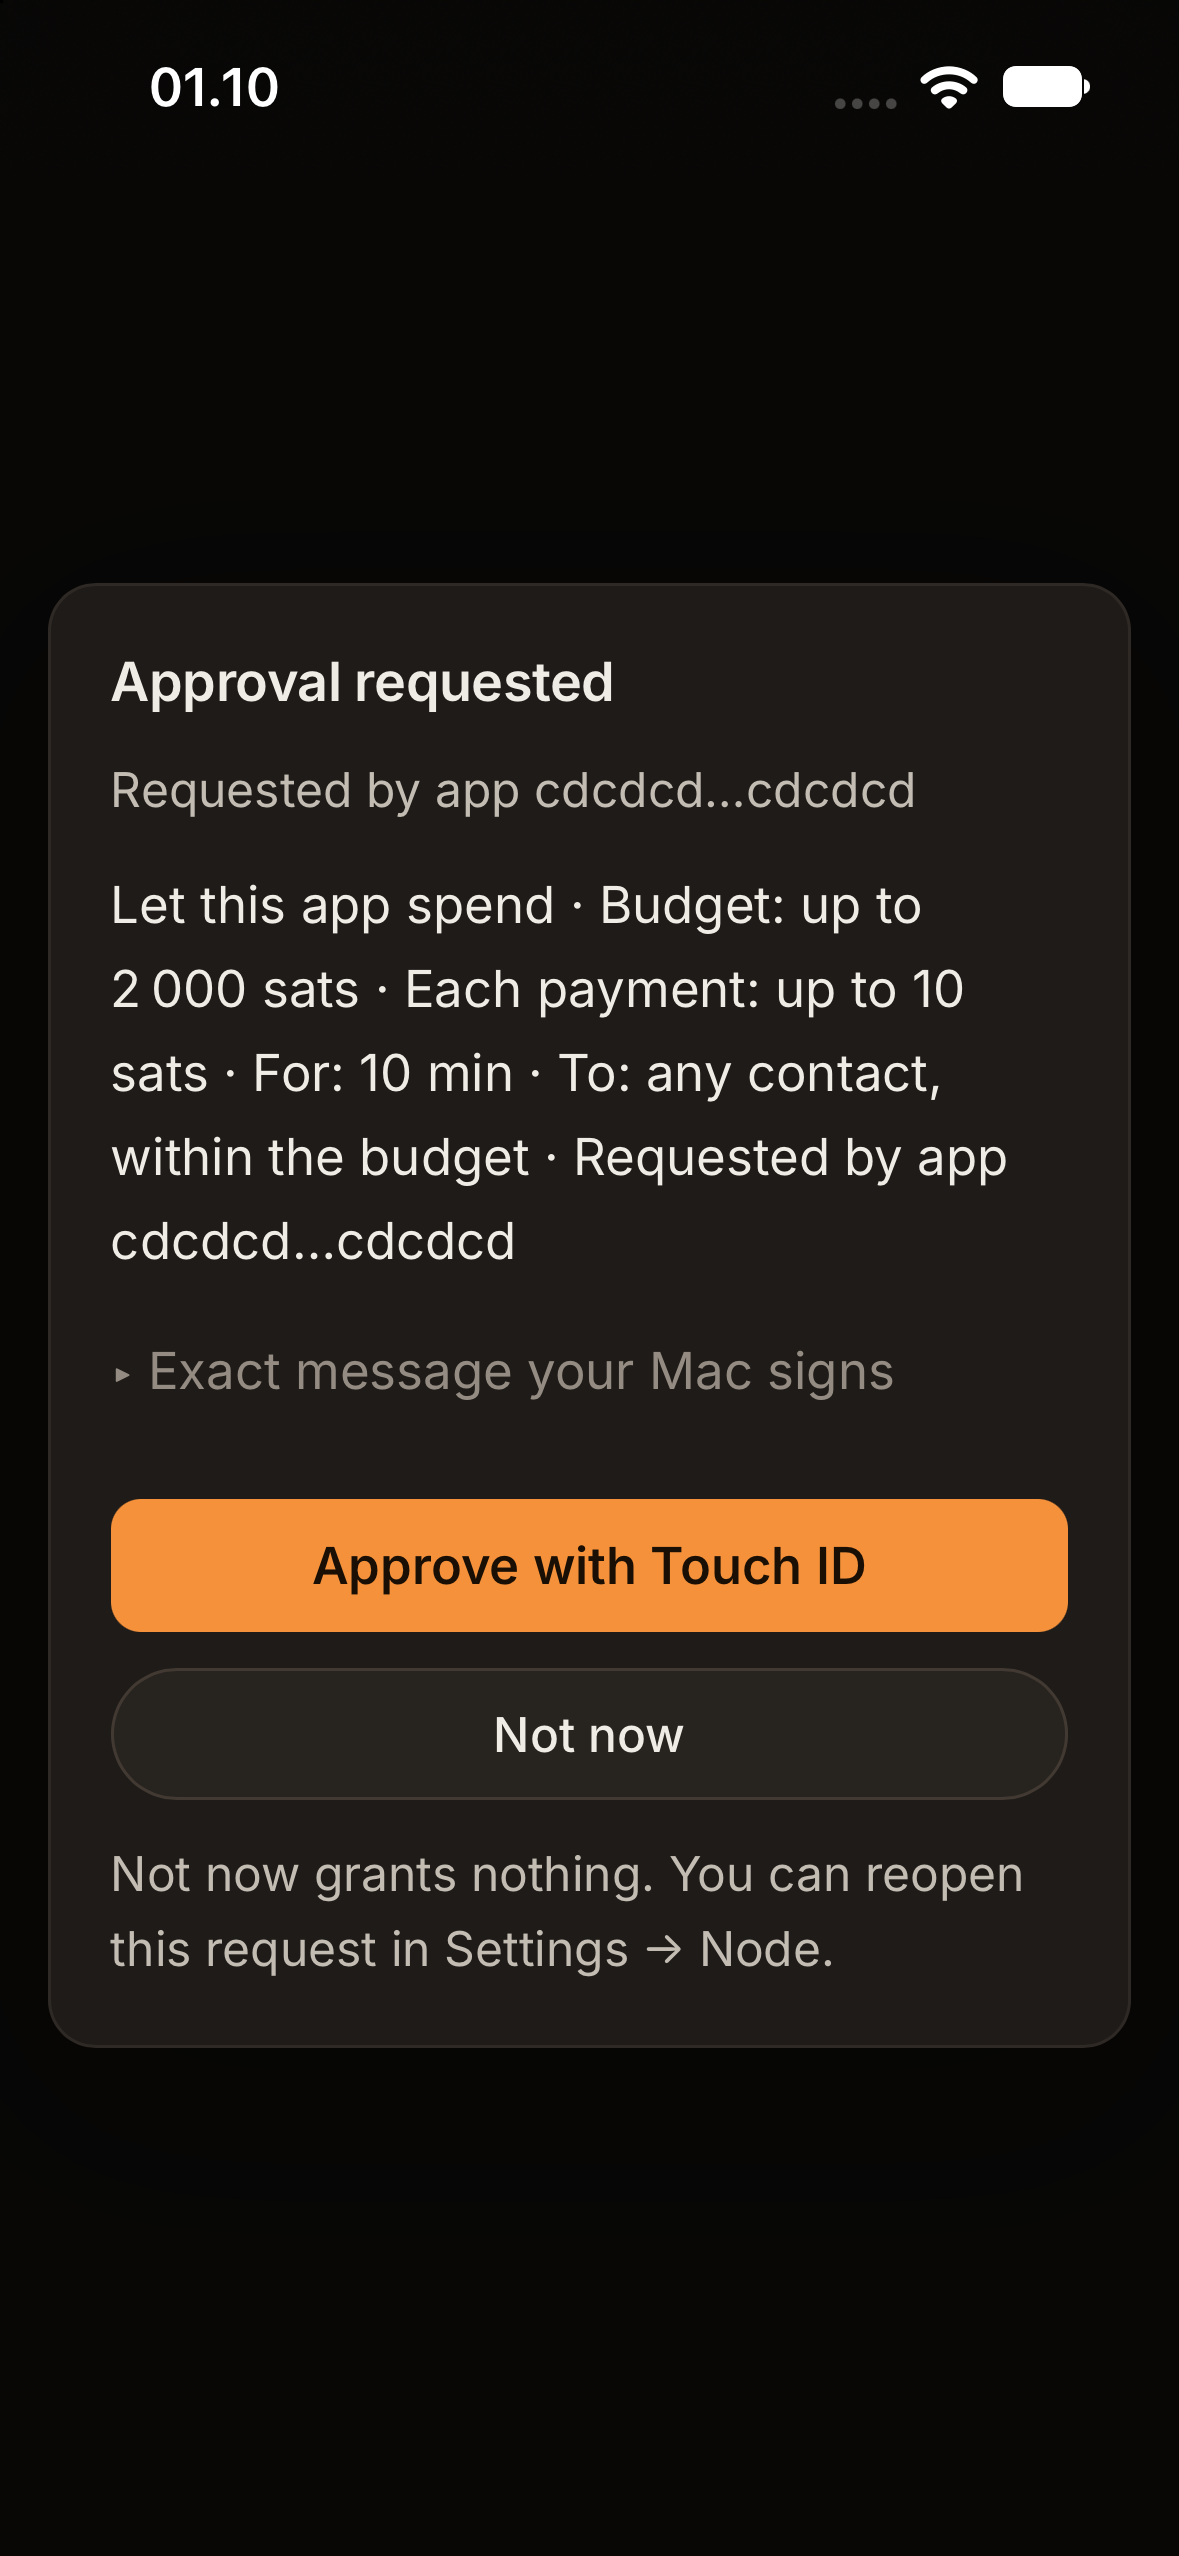 01.10
Approval requested
Requested by app cdcdcd…cdcdcd
Let this app spend · Budget: up to
2 000 sats · Each payment: up to 10
sats · For: 10 min · To: any contact,
within the budget · Requested by app
cdcdcd…cdcdcd
▸ Exact message your Mac signs
Approve with Touch ID
Not now
Not now grants nothing. You can reopen
this request in Settings → Node.